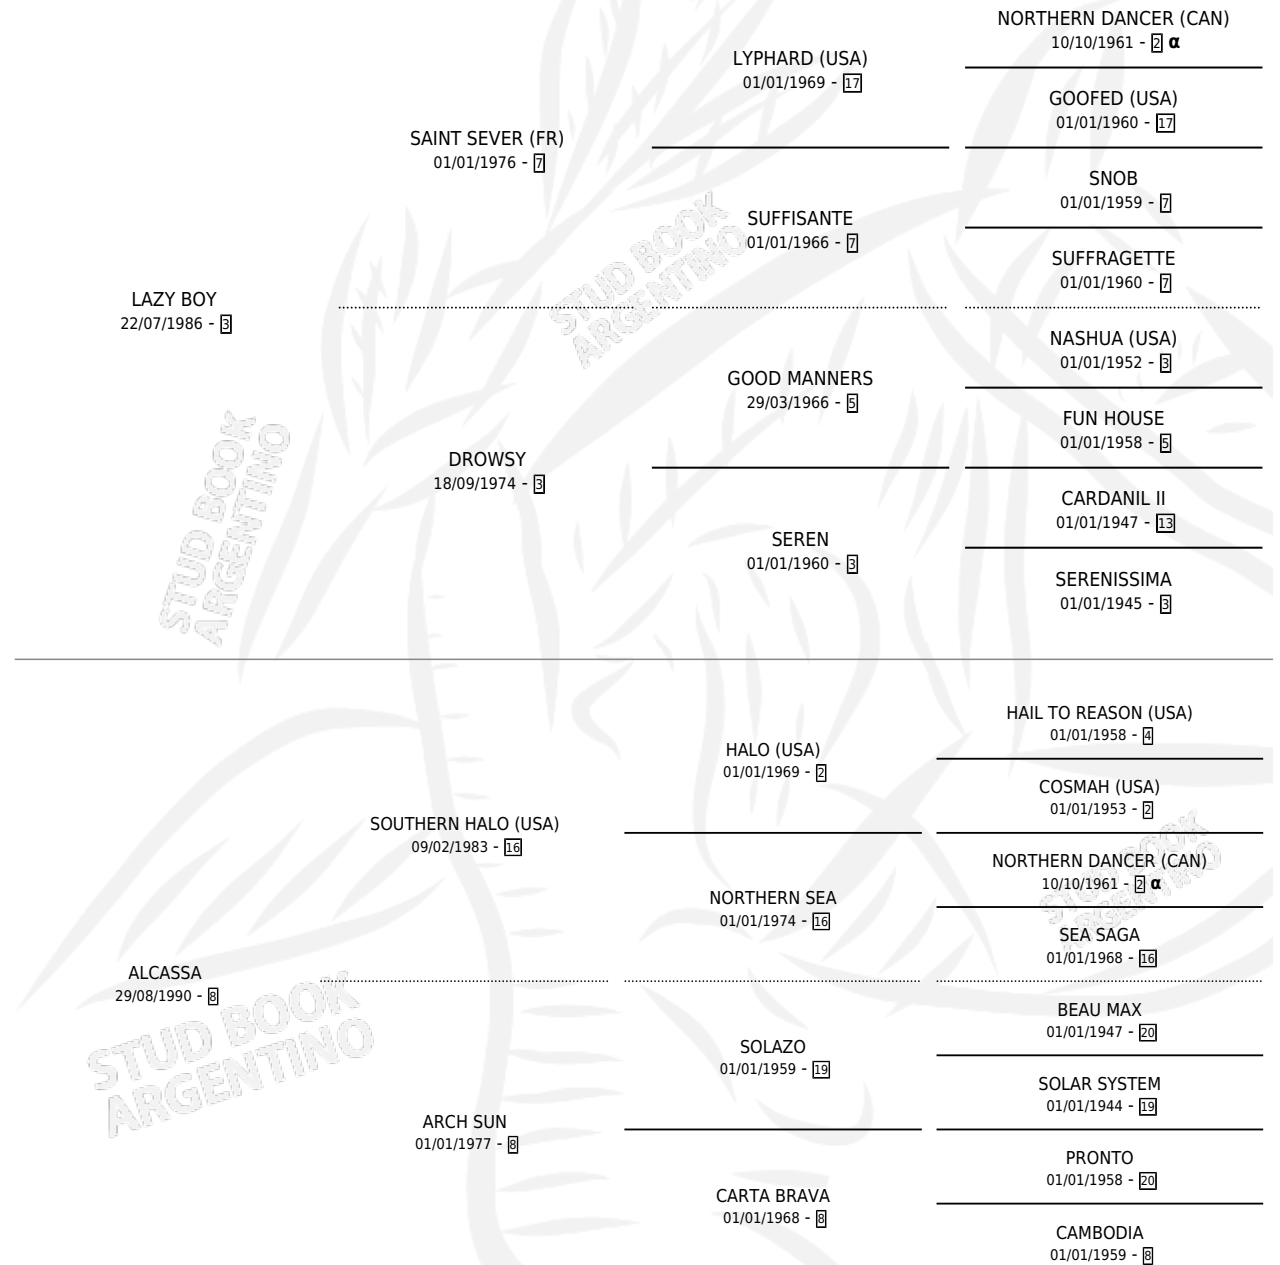 NORTHERN DANCER (CAN)
10/10/1961 - 2 α
LYPHARD (USA)
01/01/1969 - 17
GOOFED (USA)
01/01/1960 - 17
SAINT SEVER (FR)
01/01/1976 - 7
SNOB
01/01/1959 - 7
SUFFISANTE
01/01/1966 - 7
SUFFRAGETTE
01/01/1960 - 7
STUD BOOK
ARGENTINO
LAZY BOY
22/07/1986 - 3
NASHUA (USA)
01/01/1952 - 3
GOOD MANNERS
29/03/1966 - 5
FUN HOUSE
01/01/1958 - 5
DROWSY
18/09/1974 - 3
CARDANIL II
01/01/1947 - 13
SEREN
01/01/1960 - 3
SERENISSIMA
01/01/1945 - 3
STUD BOOK
ARGENTINO
HAIL TO REASON (USA)
01/01/1958 - 4
HALO (USA)
01/01/1969 - 2
COSMAH (USA)
01/01/1953 - 2
SOUTHERN HALO (USA)
09/02/1983 - 16
NORTHERN DANCER (CAN)
10/10/1961 - 2 α
NORTHERN SEA
01/01/1974 - 16
SEA SAGA
01/01/1968 - 16
STUD BOOK
ARGENTINO
ALCASSA
29/08/1990 - 8
BEAU MAX
01/01/1947 - 20
SOLAZO
01/01/1959 - 19
SOLAR SYSTEM
01/01/1944 - 19
STUD BOOK
ARGENTINO
ARCH SUN
01/01/1977 - 8
PRONTO
01/01/1958 - 20
CARTA BRAVA
01/01/1968 - 8
CAMBODIA
01/01/1959 - 8